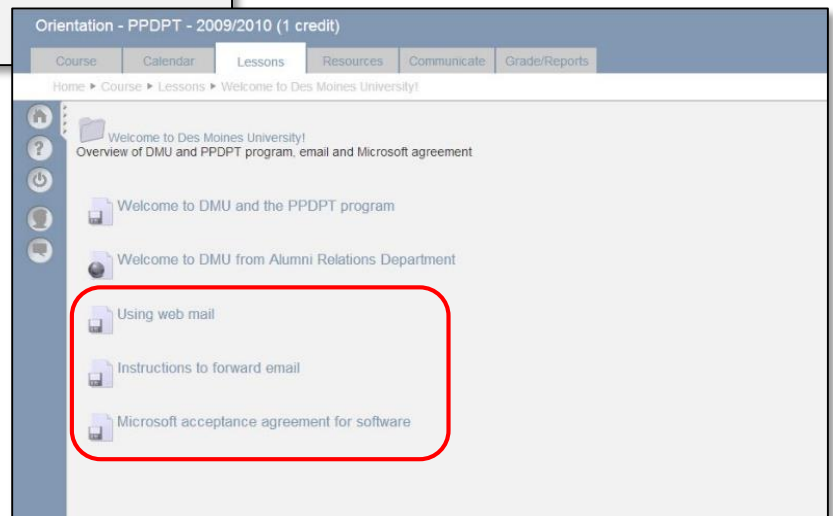 Orientation - PPDPT - 2009/2010 (1 credit)
Course Calendar Lessons Resources Communicate Grade/Reports
Home ▸ Course ▸ Lessons ▸ Welcome to Des Moines University!
Welcome to Des Moines University!
Overview of DMU and PPDPT program, email and Microsoft agreement
Welcome to DMU and the PPDPT program
Welcome to DMU from Alumni Relations Department
Using web mail
Instructions to forward email
Microsoft acceptance agreement for software